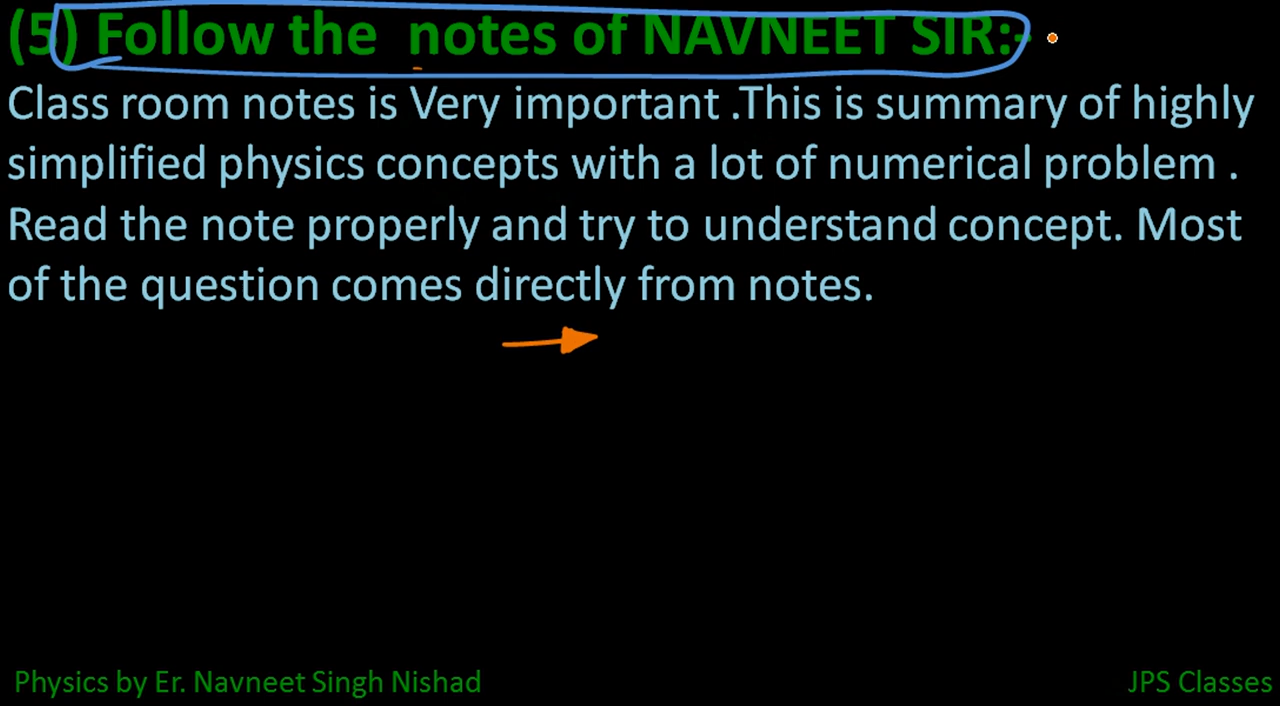 (5) Follow the notes of NAVNEET SIR:-
Class room notes is Very important .This is summary of highly
simplified physics concepts with a lot of numerical problem .
Read the note properly and try to understand concept. Most
of the question comes directly from notes.
Physics by Er. Navneet Singh Nishad
JPS Classes